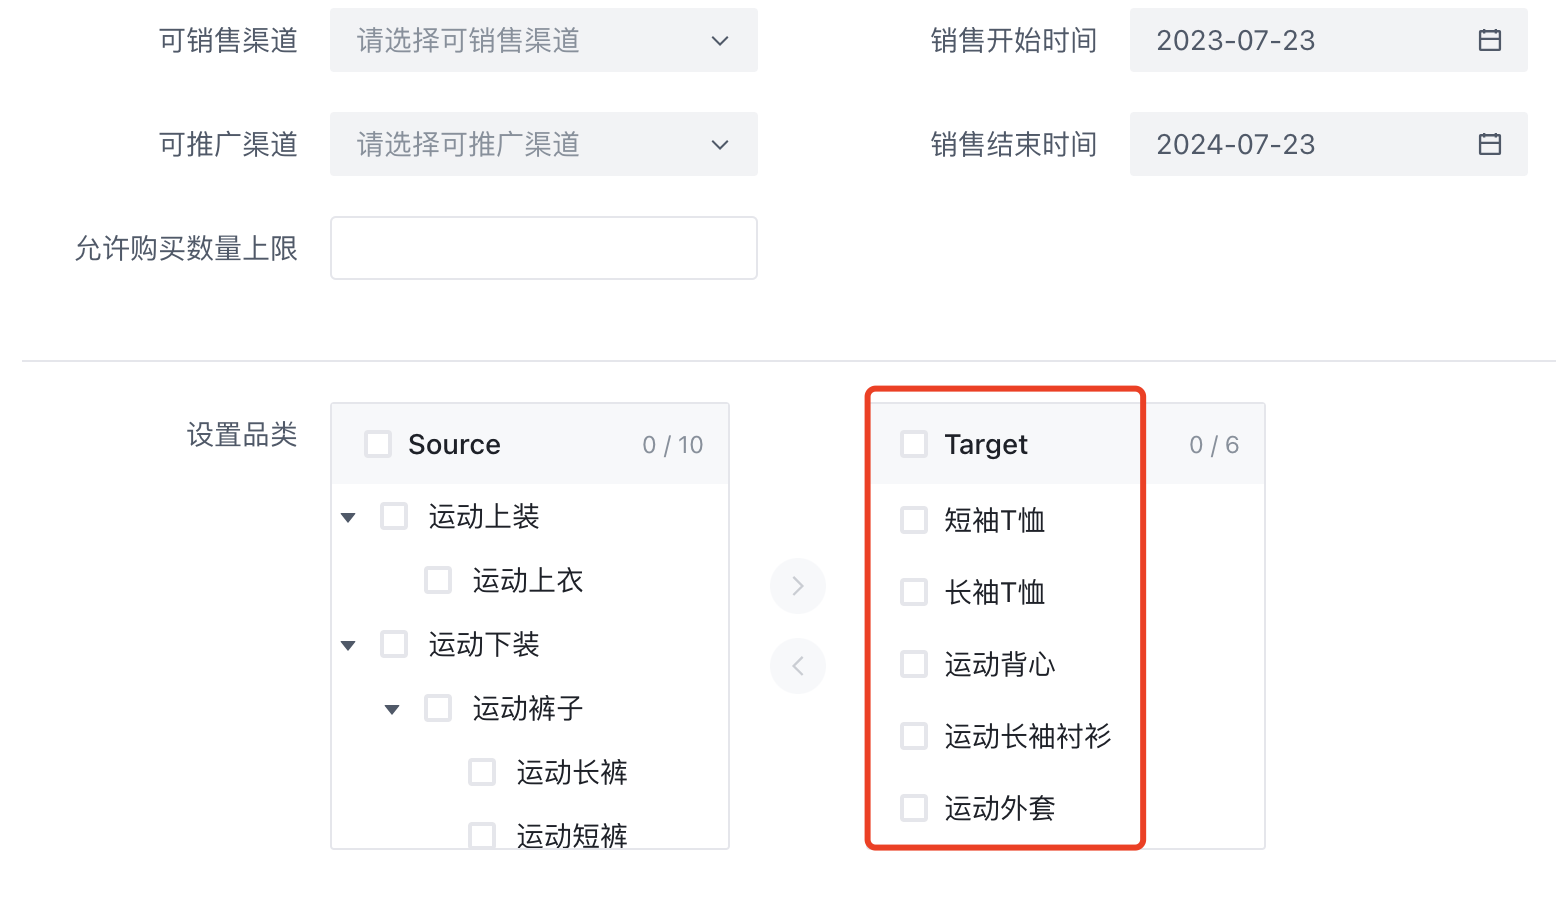 可销售渠道 请选择可销售渠道 销售开始时间 2023-07-23
可推广渠道 请选择可推广渠道 销售结束时间 2024-07-23
允许购买数量上限
设置品类
Source 0 / 10
运动上装
运动上衣
运动下装
运动裤子
运动长裤
运动短裤
Target 0 / 6
短袖T恤
长袖T恤
运动背心
运动长袖衬衫
运动外套